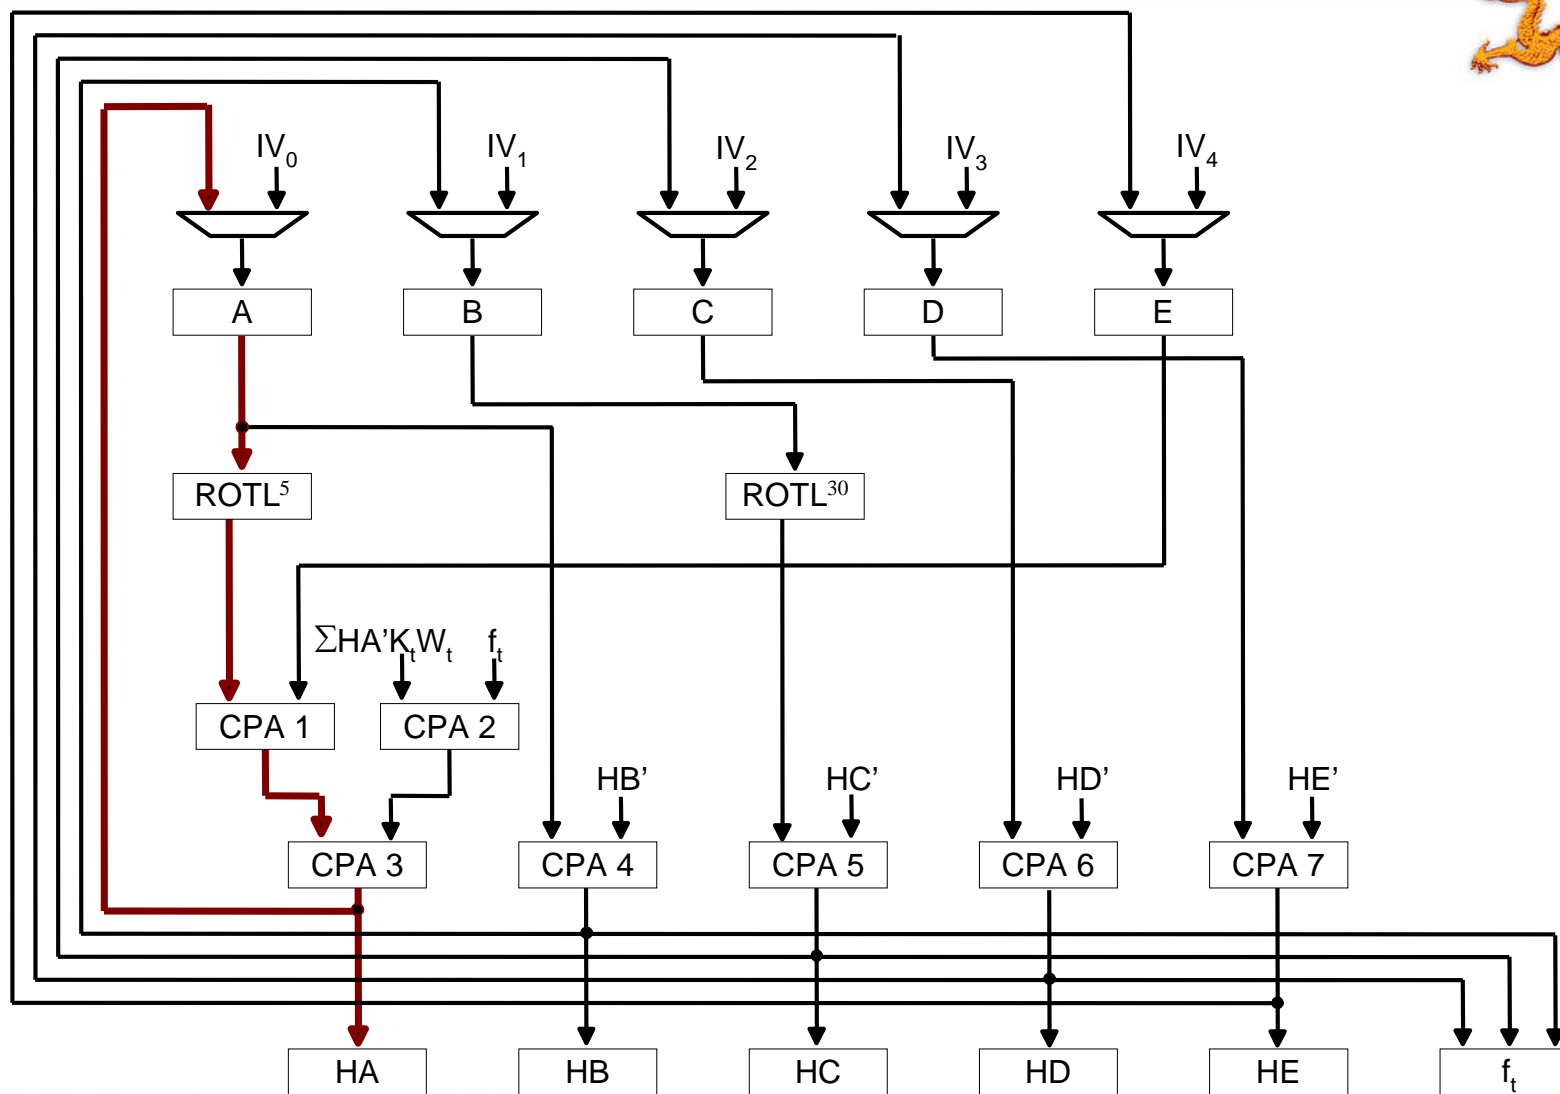 IV0 IV1 IV2 IV3 IV4
A B C D E
ROTL5 ROTL30
ΣHA’KtWt ft
CPA 1 CPA 2
HB’ HC’ HD’ HE’
CPA 3 CPA 4 CPA 5 CPA 6 CPA 7
HA HB HC HD HE ft